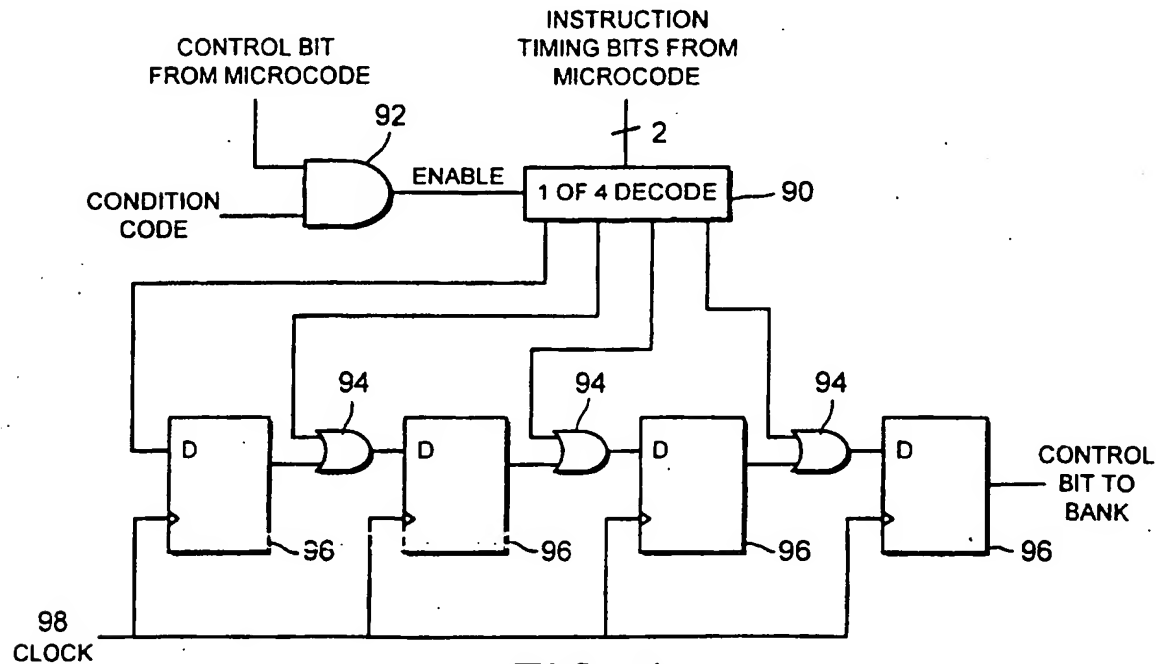 INSTRUCTION
TIMING BITS FROM
MICROCODE
CONTROL BIT
FROM MICROCODE
92
2
ENABLE
1 OF 4 DECODE
90
CONDITION
CODE
94
94
94
D
D
D
D
CONTROL
BIT TO
BANK
96
96
96
96
98
CLOCK